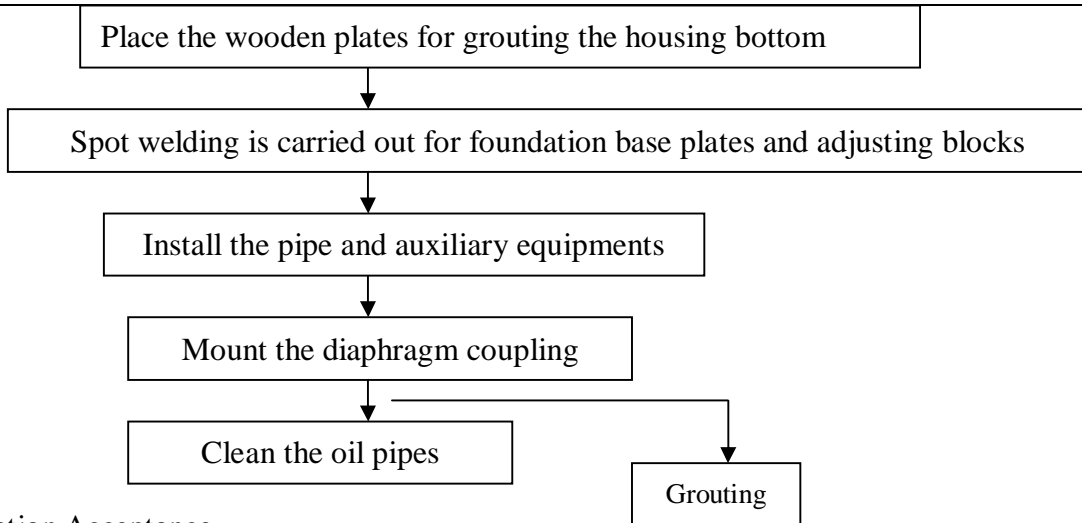 Place the wooden plates for grouting the housing bottom
Spot welding is carried out for foundation base plates and adjusting blocks
Install the pipe and auxiliary equipments
Mount the diaphragm coupling
Clean the oil pipes
Grouting
Acceptance